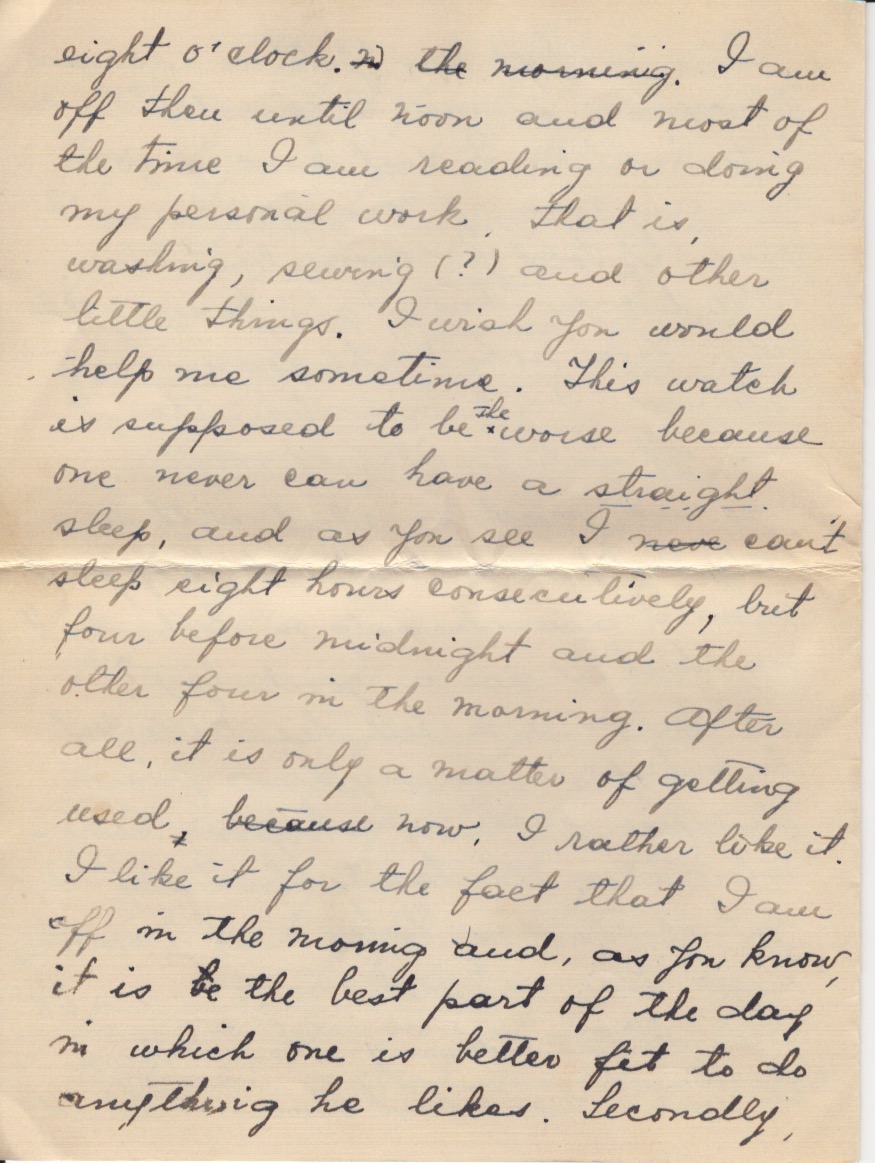 eight o'clock. in the morning. I am
off then until noon and most of
the time I am reading or doing
my personal work, that is,
washing, sewing (?) and other
little things. I wish you would
help me sometime. This watch
is supposed to be the worse because
one never can have a straight
sleep, and as you see I neve can't
sleep eight hours consecutively, but
four before midnight and the
other four in the morning. After
all, it is only a matter of getting
used, because now, I rather like it.
I like it for the fact that I am
off in the moring and, as you know,
it is be the best part of the day
in which one is better fit to do
anything he likes. Secondly,